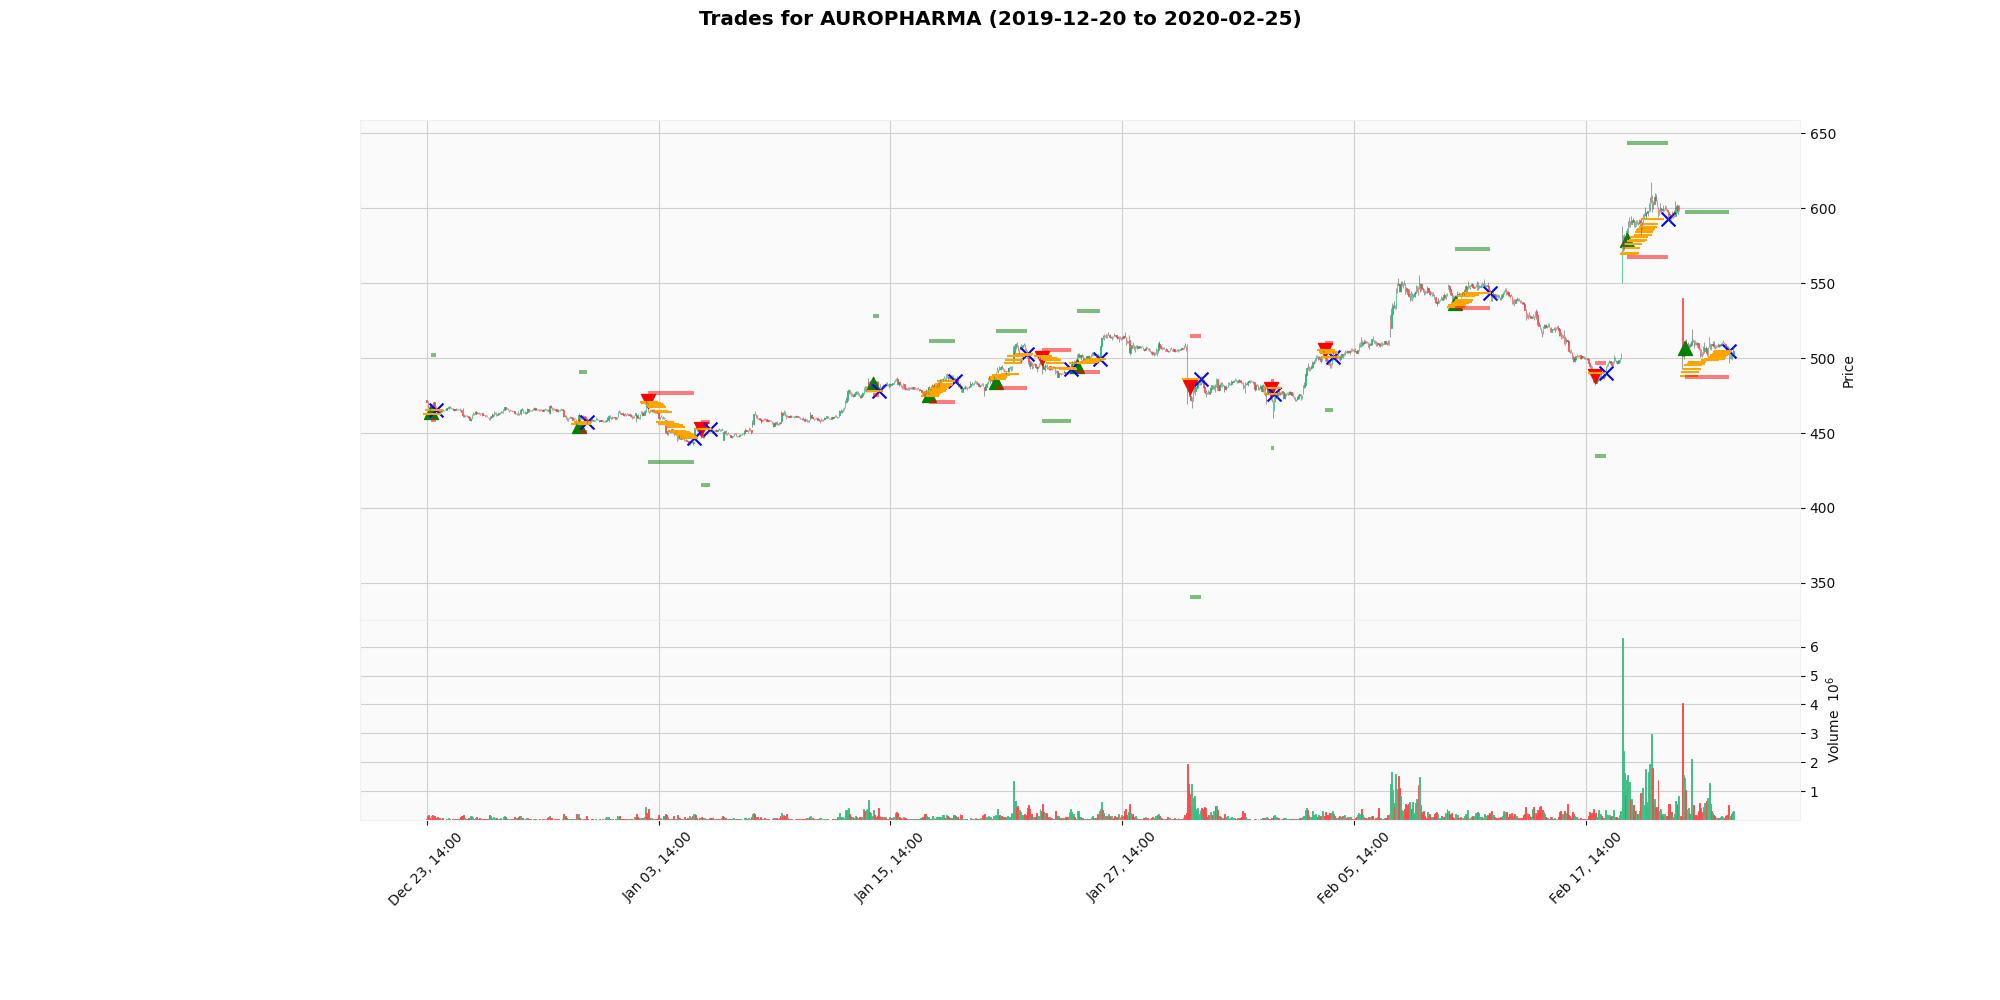 Trades for AUROPHARMA (2019-12-20 to 2020-02-25)
650
600
550
500
450
400
350
Price
6
5
4
3
2
1
Volume 10^6
Dec 23, 14:00
Jan 03, 14:00
Jan 15, 14:00
Jan 27, 14:00
Feb 05, 14:00
Feb 17, 14:00